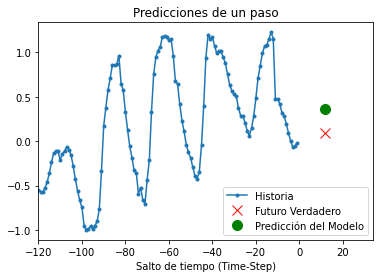 Predicciones de un paso
1.0
0.5
0.0
−0.5
−1.0
−120 −100 −80 −60 −40 −20 0 20
Salto de tiempo (Time-Step)
Historia
Futuro Verdadero
Predicción del Modelo